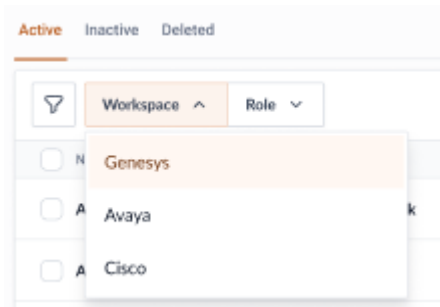 Active Inactive Deleted
Workspace Role
N
Genesys
A k
Avaya
A
Cisco